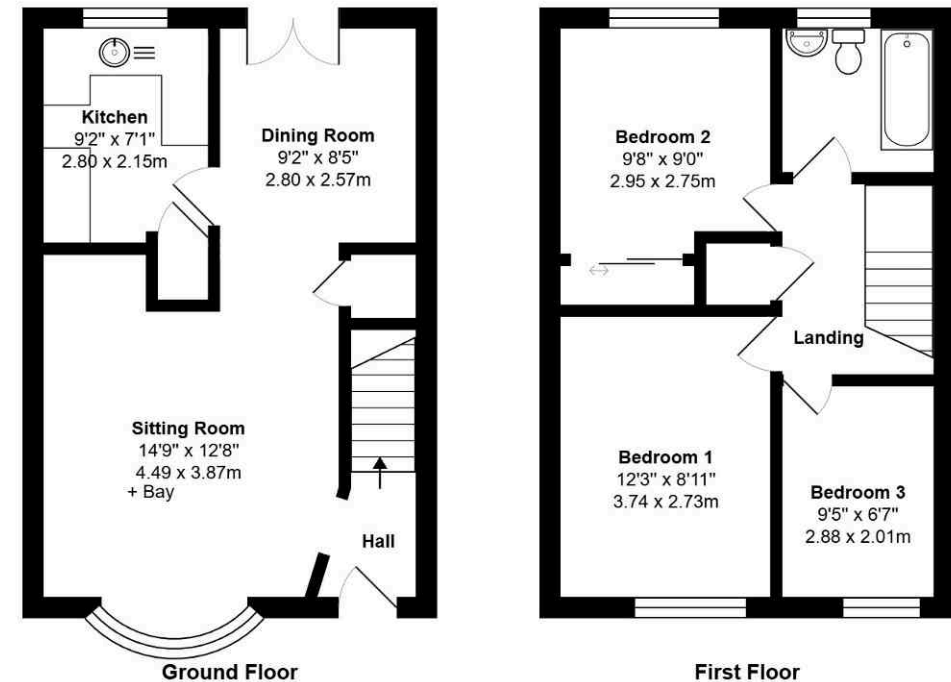 Kitchen
9'2" x 7'1"
2.80 x 2.15m
Dining Room
9'2" x 8'5"
2.80 x 2.57m
Sitting Room
14'9" x 12'8"
4.49 x 3.87m
+ Bay
Hall
Ground Floor
Bedroom 2
9'8" x 9'0"
2.95 x 2.75m
Landing
Bedroom 1
12'3" x 8'11"
3.74 x 2.73m
Bedroom 3
9'5" x 6'7"
2.88 x 2.01m
First Floor